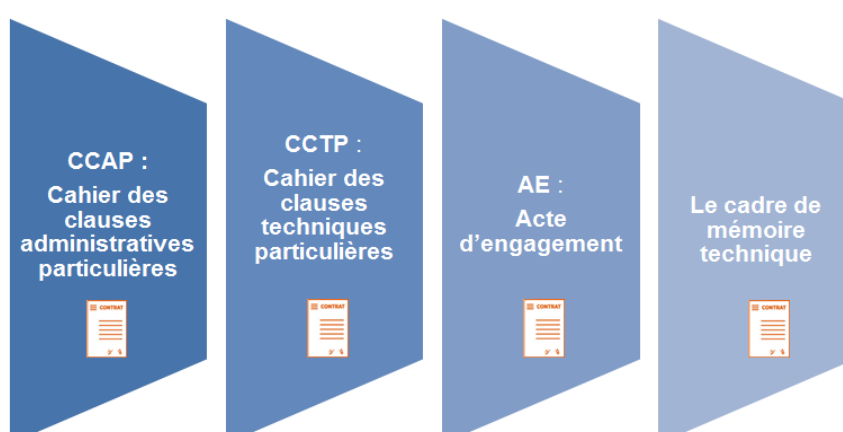 CCAP :
Cahier des
clauses
administratives
particulières
CONTRAT
CCTP :
Cahier des
clauses
techniques
particulières
CONTRAT
AE :
Acte
d'engagement
CONTRAT
Le cadre de
mémoire
technique
CONTRAT